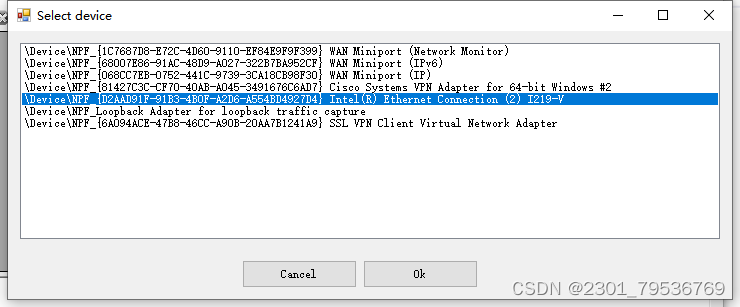 Select device
\Device\NPF_{1C7687D8-E72C-4D60-9110-EF84E9F9F399} WAN Miniport (Network Monitor)
\Device\NPF_{68007E86-91AC-48D9-A027-322B7BA952CF} WAN Miniport (IPv6)
\Device\NPF_{068CC7EB-0752-441C-9739-3CA18CB98F30} WAN Miniport (IP)
\Device\NPF_{81427C3C-CF70-40AB-A045-3491676C6AD7} Cisco Systems VPN Adapter for 64-bit Windows #2
\Device\NPF_{D2AAD91F-91B3-4B0F-A2D6-A554BD4927D4} Intel(R) Ethernet Connection (2) I219-V
\Device\NPF_Loopback Adapter for loopback traffic capture
\Device\NPF_{6A094ACE-47B8-46CC-A90B-20AA7B1241A9} SSL VPN Client Virtual Network Adapter
Cancel Ok
CSDN @2301_79536769